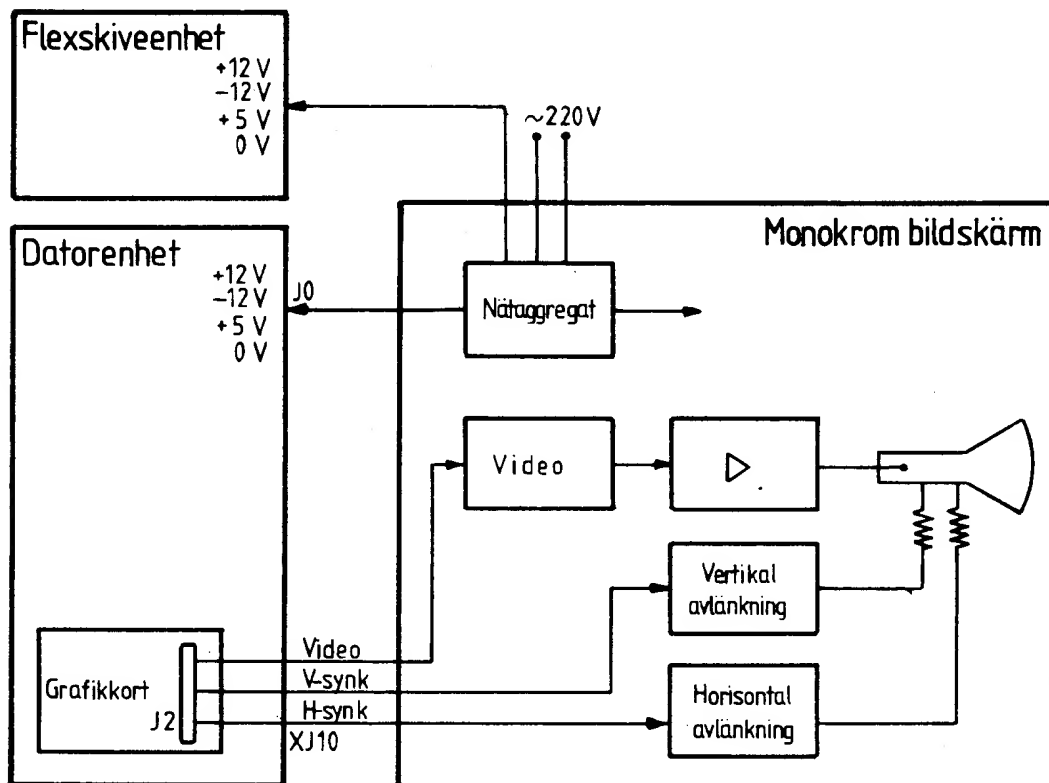 Flexskiveenhet
+12 V
-12 V
+5 V
0 V
~220V
Monokrom bildskärm
Datorenhet
+12 V
-12 V
+5 V
0 V
J0
Nätaggregat
Video
Vertikal
avlänkning
Grafikkort
J2
Video
V-synk
H-synk
XJ10
Horisontal
avlänkning